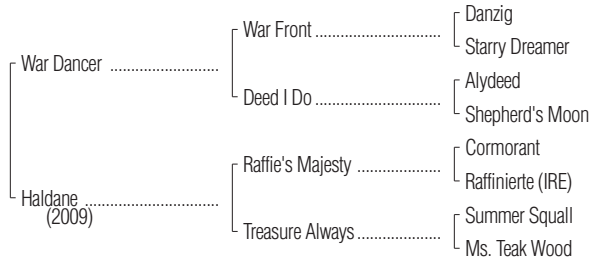 Danzig
War Front ..............................
Starry Dreamer
War Dancer ..........................
Alydeed
Deed I Do ..............................
Shepherd's Moon
Cormorant
Raffie's Majesty ....................
Raffinierte (IRE)
Haldane ................................
(2009)
Summer Squall
Treasure Always ....................
Ms. Teak Wood